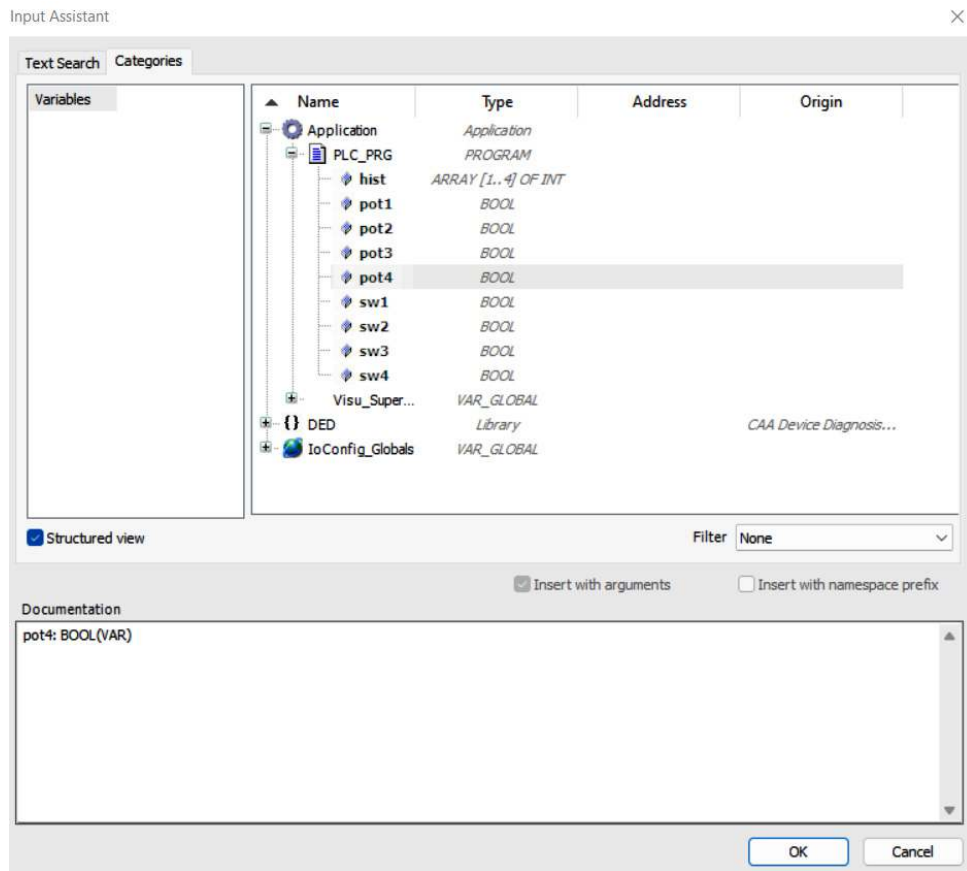 Input Assistant
Text Search Categories
Variables
Name Type Address Origin
Application Application
PLC_PRG PROGRAM
hist ARRAY [1..4] OF INT
pot1 BOOL
pot2 BOOL
pot3 BOOL
pot4 BOOL
sw1 BOOL
sw2 BOOL
sw3 BOOL
sw4 BOOL
Visu_Super... VAR_GLOBAL
{} DED Library CAA Device Diagnosis...
IoConfig_Globals VAR_GLOBAL
Structured view Filter None
Insert with arguments Insert with namespace prefix
Documentation
pot4: BOOL(VAR)
OK Cancel